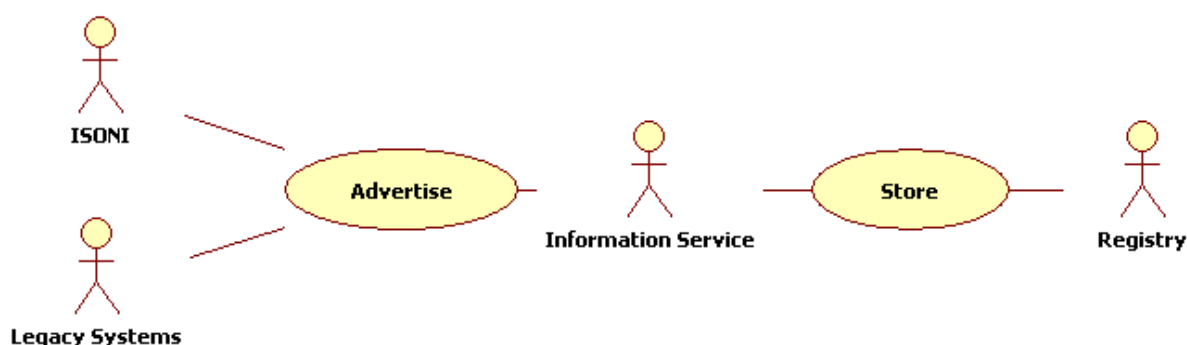 ISONI
Advertise
Store
Information Service
Registry
Legacy Systems